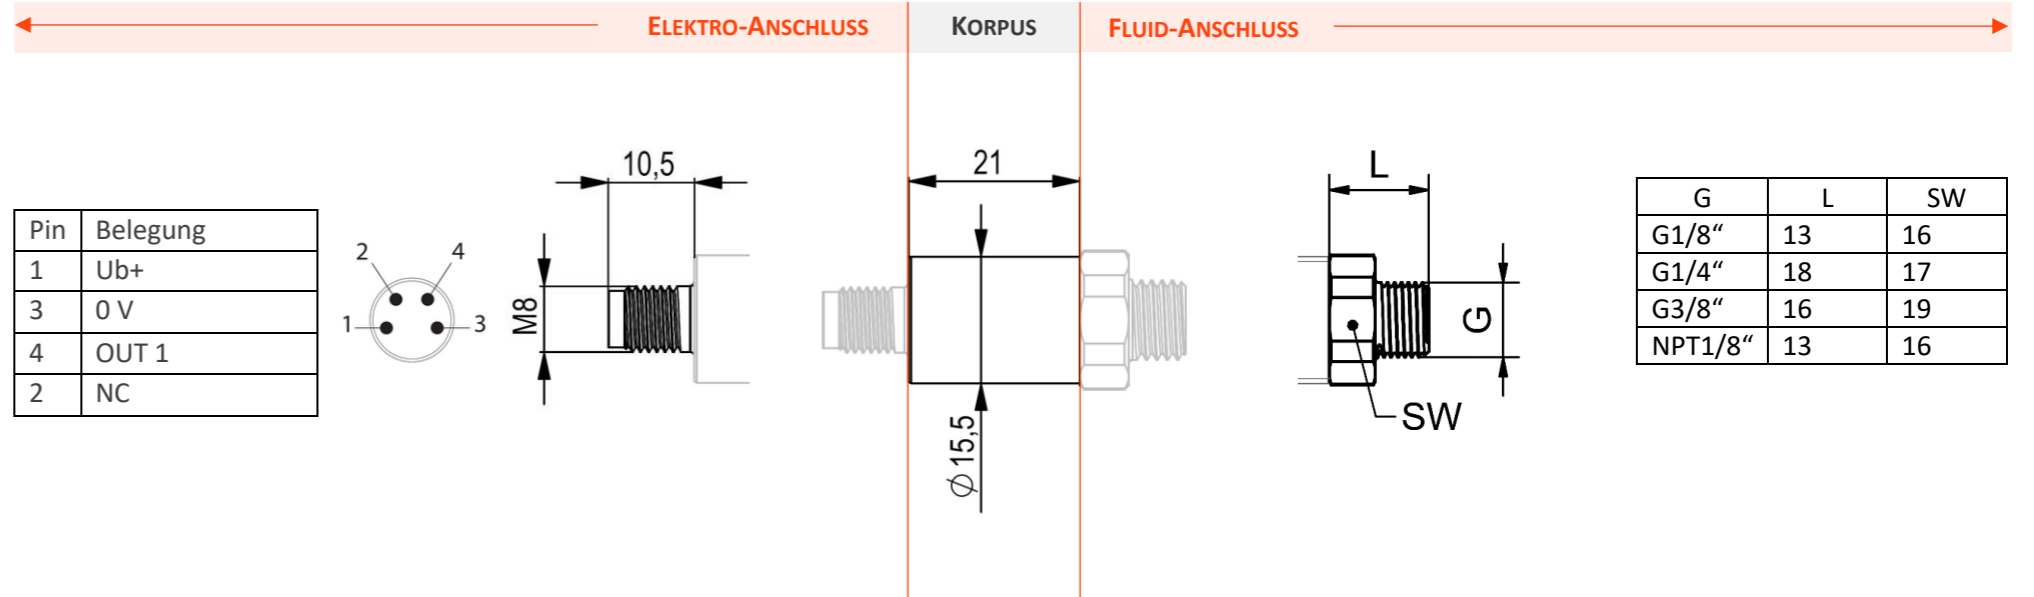 ELEKTRO-ANSCHLUSS
KORPUS
FLUID-ANSCHLUSS
Pin Belegung
1 Ub+
3 0 V
4 OUT 1
2 NC
2
4
1
3
10,5
M8
21
⌀15,5
L
G
SW
G L SW
G1/8“ 13 16
G1/4“ 18 17
G3/8“ 16 19
NPT1/8“ 13 16